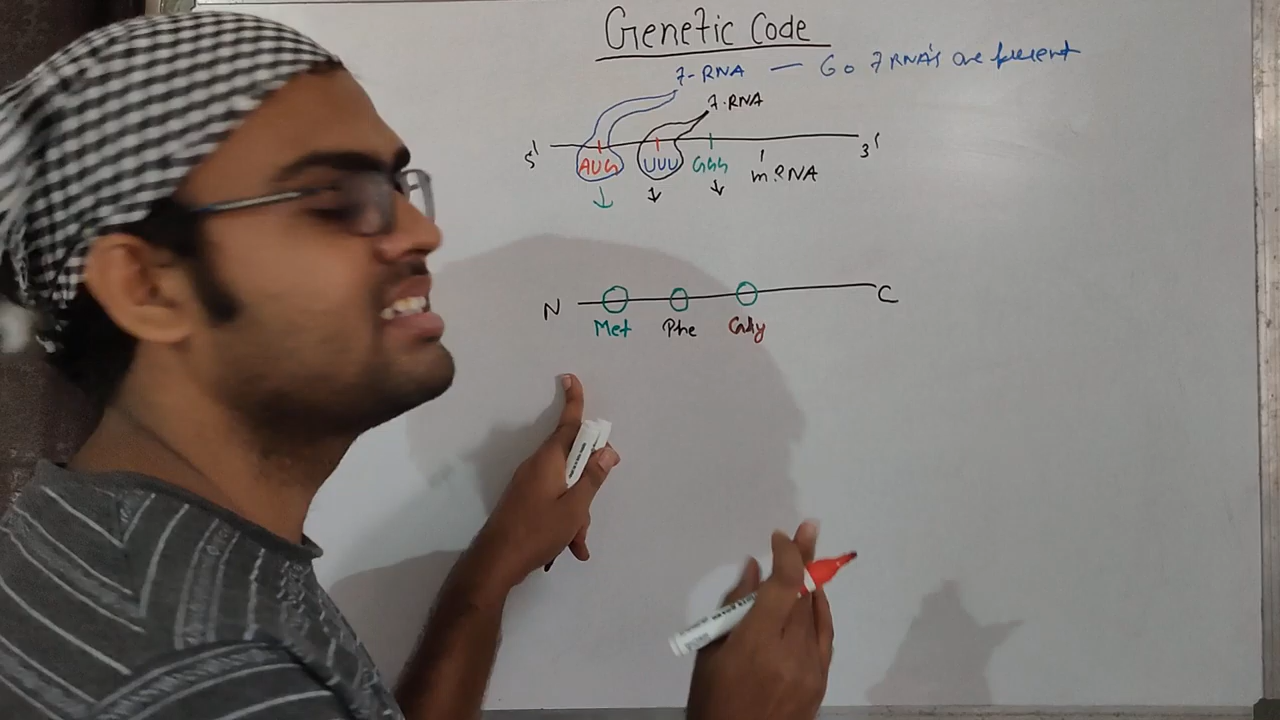 Genetic Code
t-RNA — 60 tRNA's are present
t-RNA
5' 3'
AUG UUU GGG mRNA
N C
Met Phe Gly